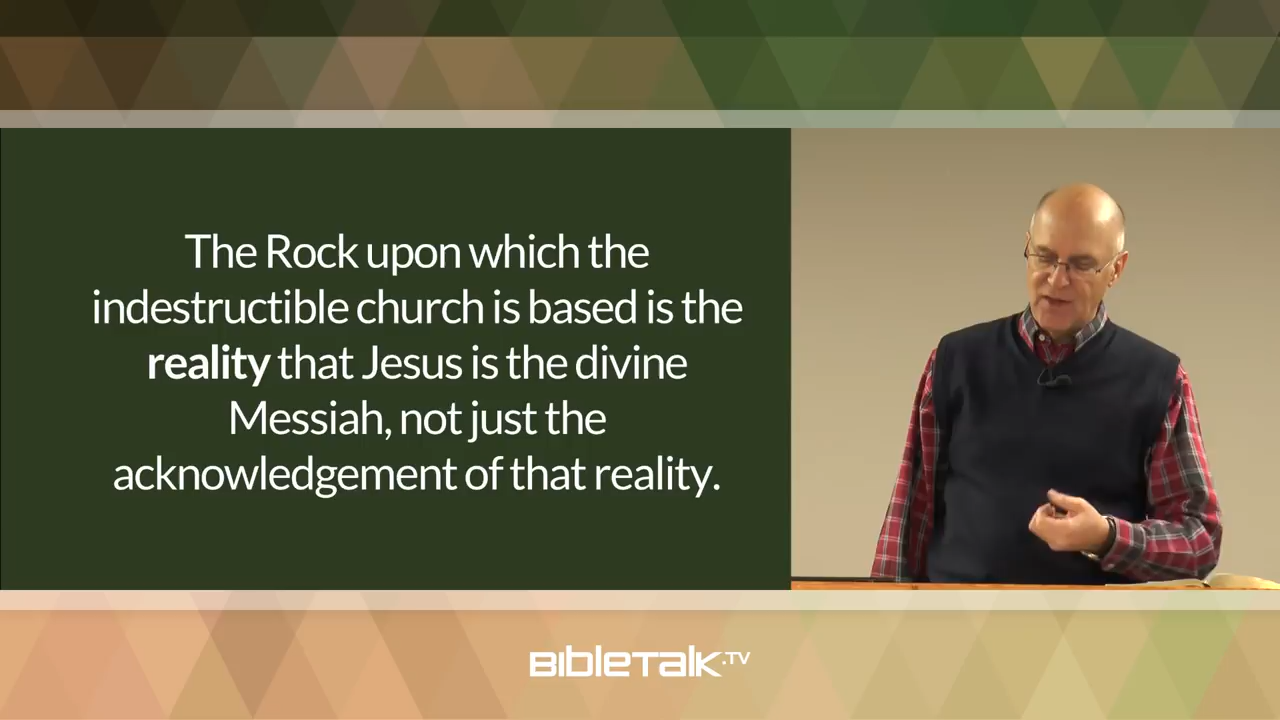 The Rock upon which the
indestructible church is based is the
reality that Jesus is the divine
Messiah, not just the
acknowledgement of that reality.
BibleTalk.TV